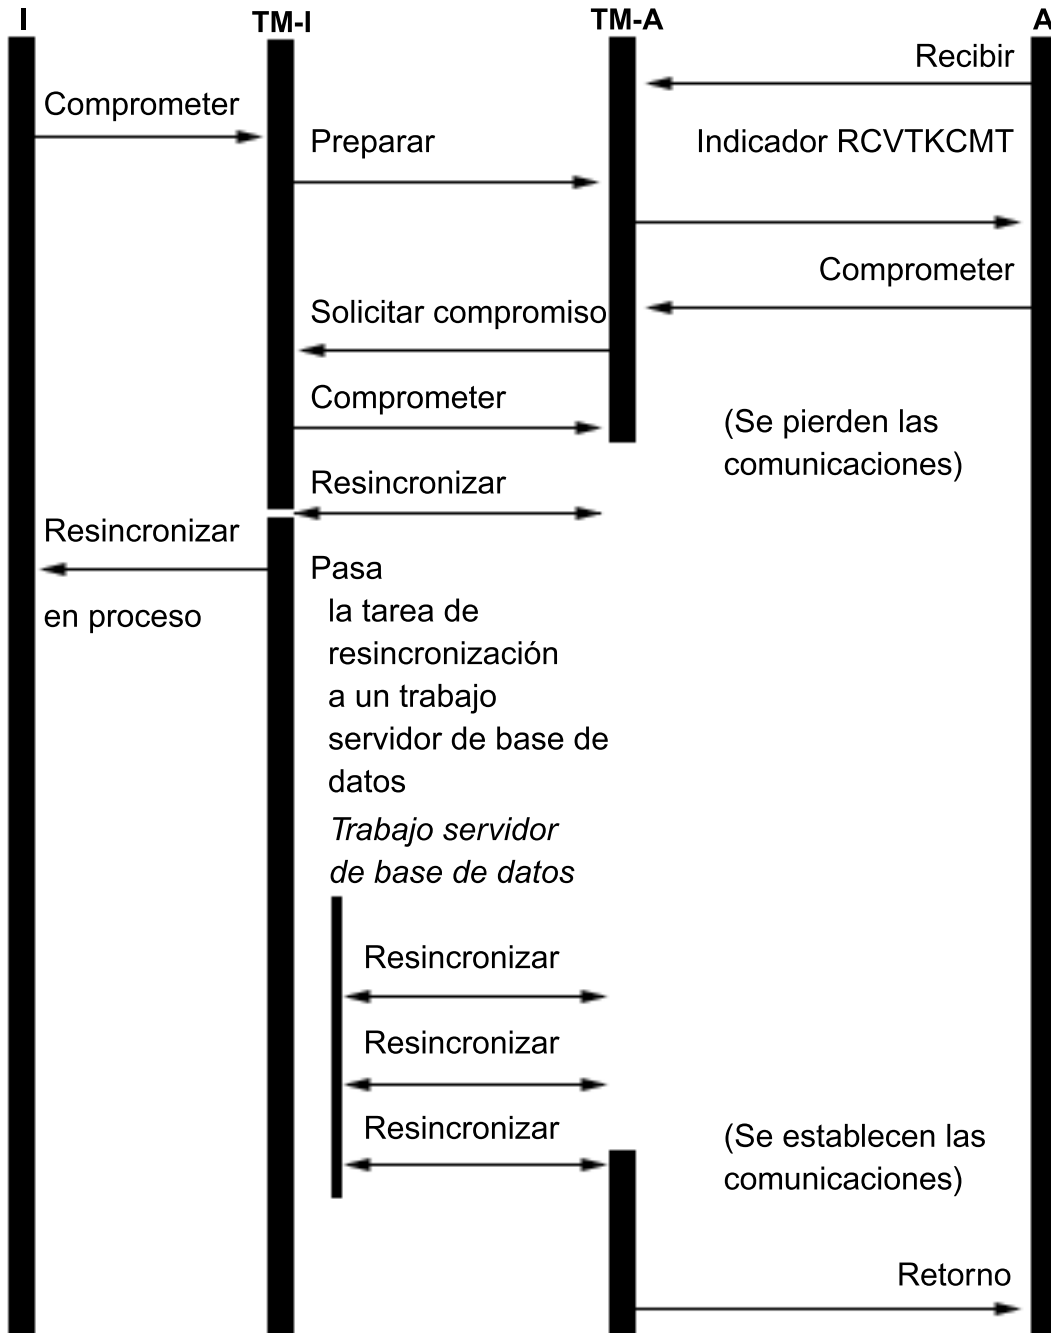 I
TM-I
TM-A
A
Recibir
Comprometer
Preparar
Indicador RCVTKCMT
Comprometer
Solicitar compromiso
Comprometer
(Se pierden las
comunicaciones)
Resincronizar
Resincronizar
en proceso
Pasa
la tarea de
resincronización
a un trabajo
servidor de base de
datos
Trabajo servidor
de base de datos
Resincronizar
Resincronizar
Resincronizar
(Se establecen las
comunicaciones)
Retorno